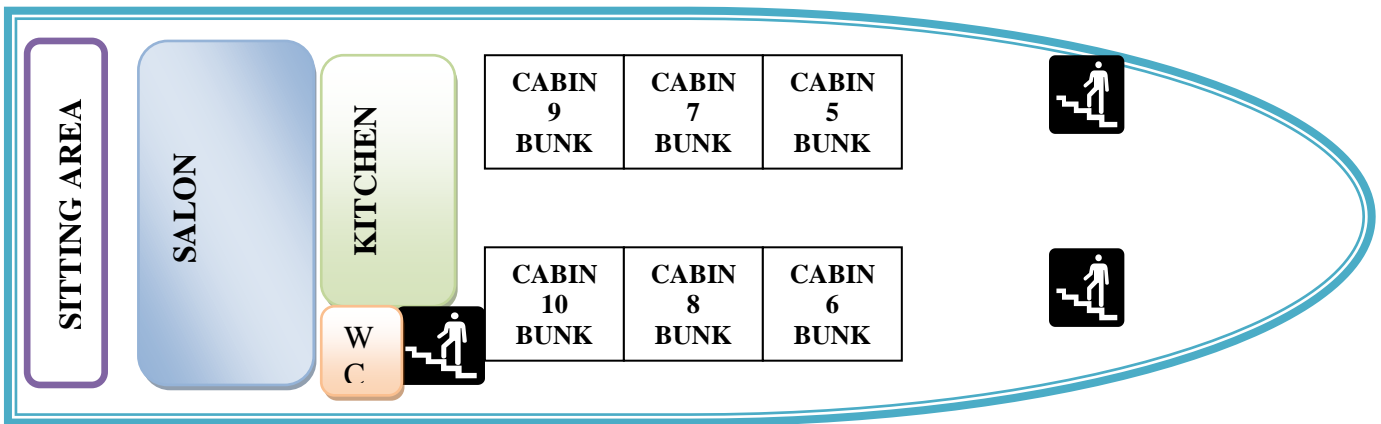 SITTING AREA
SALON
KITCHEN
W
C
CABIN
9
BUNK
CABIN
7
BUNK
CABIN
5
BUNK
CABIN
10
BUNK
CABIN
8
BUNK
CABIN
6
BUNK